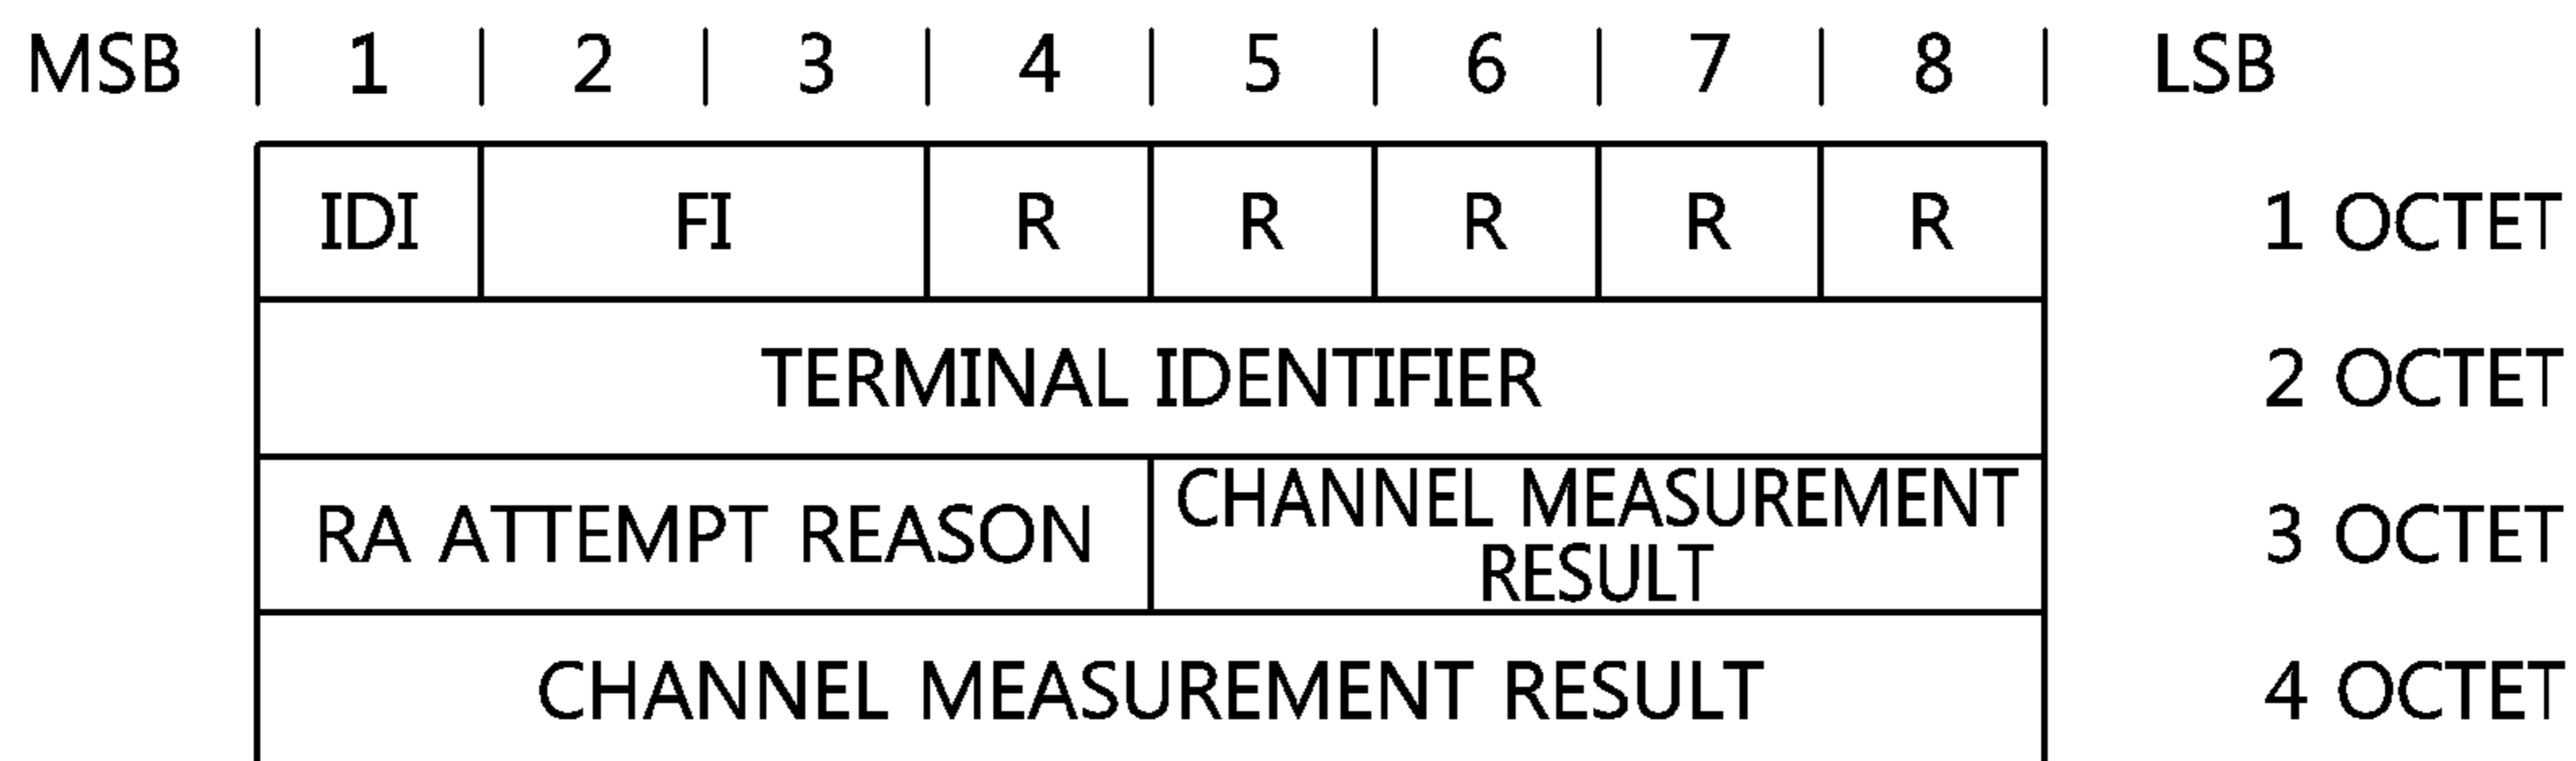 MSB | 1 | 2 | 3 | 4 | 5 | 6 | 7 | 8 | LSB
IDI FI R R R R R 1 OCTET
TERMINAL IDENTIFIER 2 OCTET
RA ATTEMPT REASON CHANNEL MEASUREMENT RESULT 3 OCTET
CHANNEL MEASUREMENT RESULT 4 OCTET